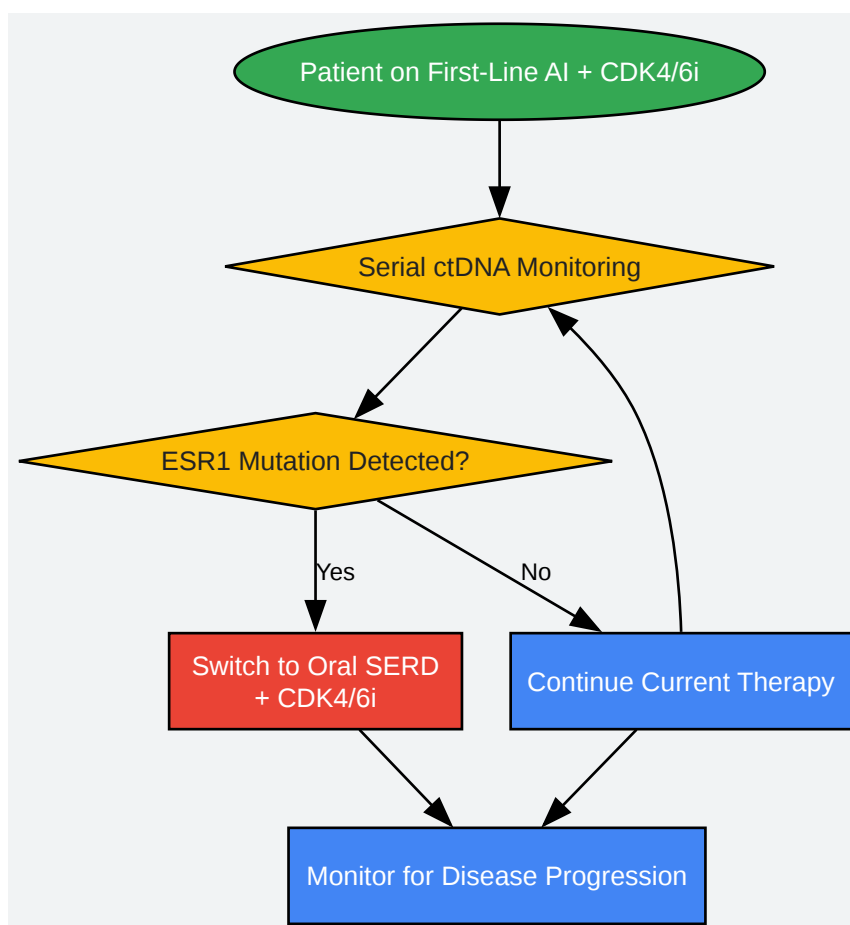 Patient on First-Line AI + CDK4/6i
Serial ctDNA Monitoring
ESR1 Mutation Detected?
Yes
No
Switch to Oral SERD
+ CDK4/6i
Continue Current Therapy
Monitor for Disease Progression